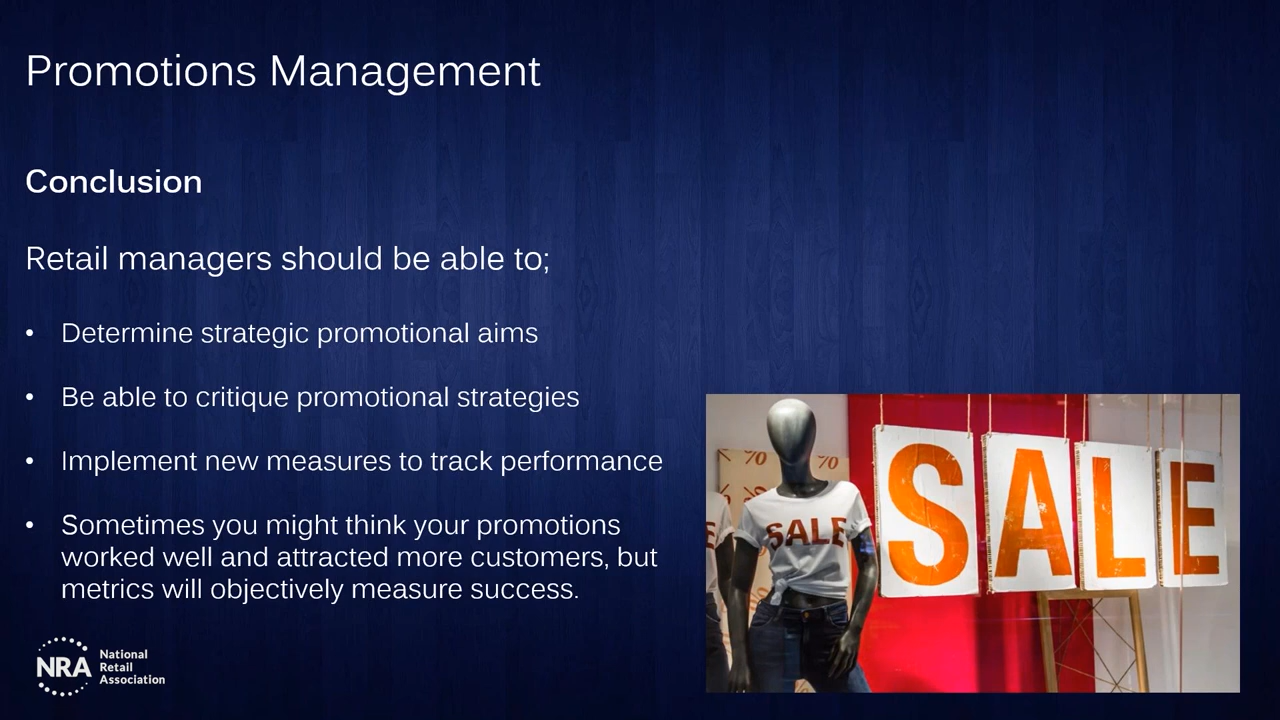 Promotions Management
Conclusion
Retail managers should be able to;
• Determine strategic promotional aims
• Be able to critique promotional strategies
• Implement new measures to track performance
• Sometimes you might think your promotions
worked well and attracted more customers, but
metrics will objectively measure success.
% %
SALE
SALE
NRA
National
Retail
Association